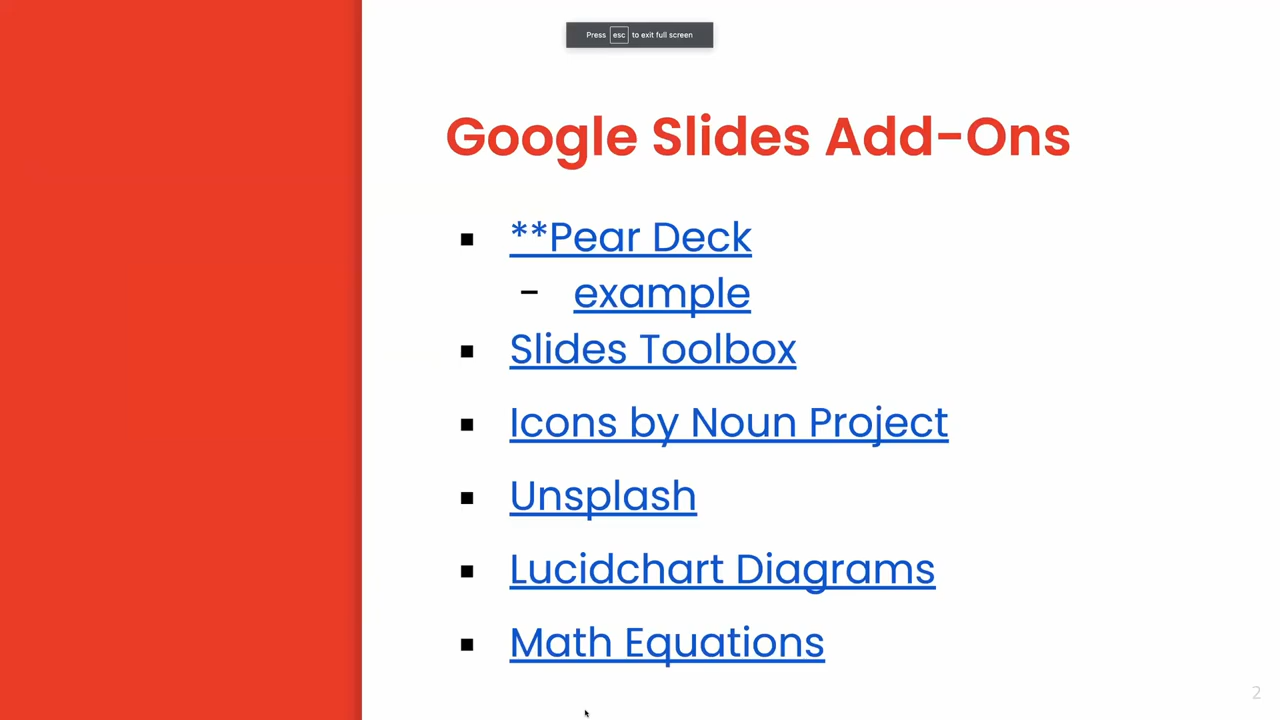 Press esc to exit full screen
Google Slides Add-Ons
▪ **Pear Deck
– example
▪ Slides Toolbox
▪ Icons by Noun Project
▪ Unsplash
▪ Lucidchart Diagrams
▪ Math Equations
2